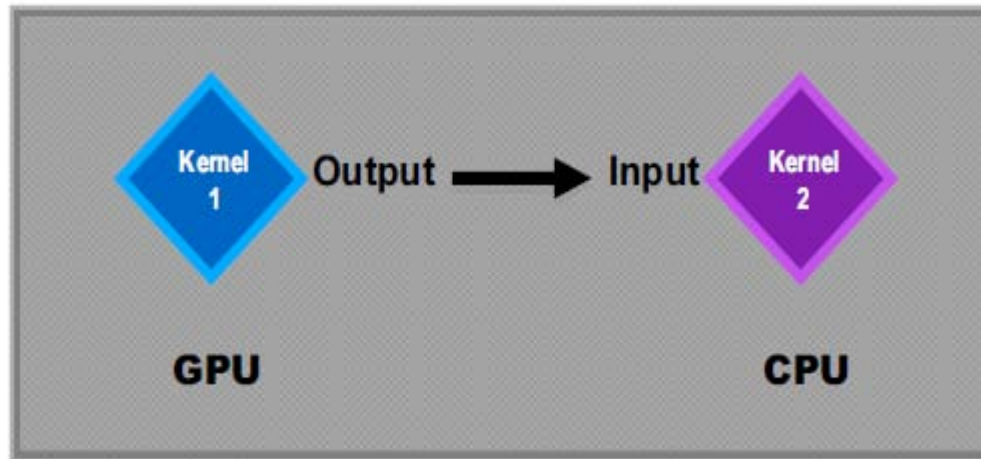 Kernel
1
Output
Input
Kernel
2
GPU
CPU